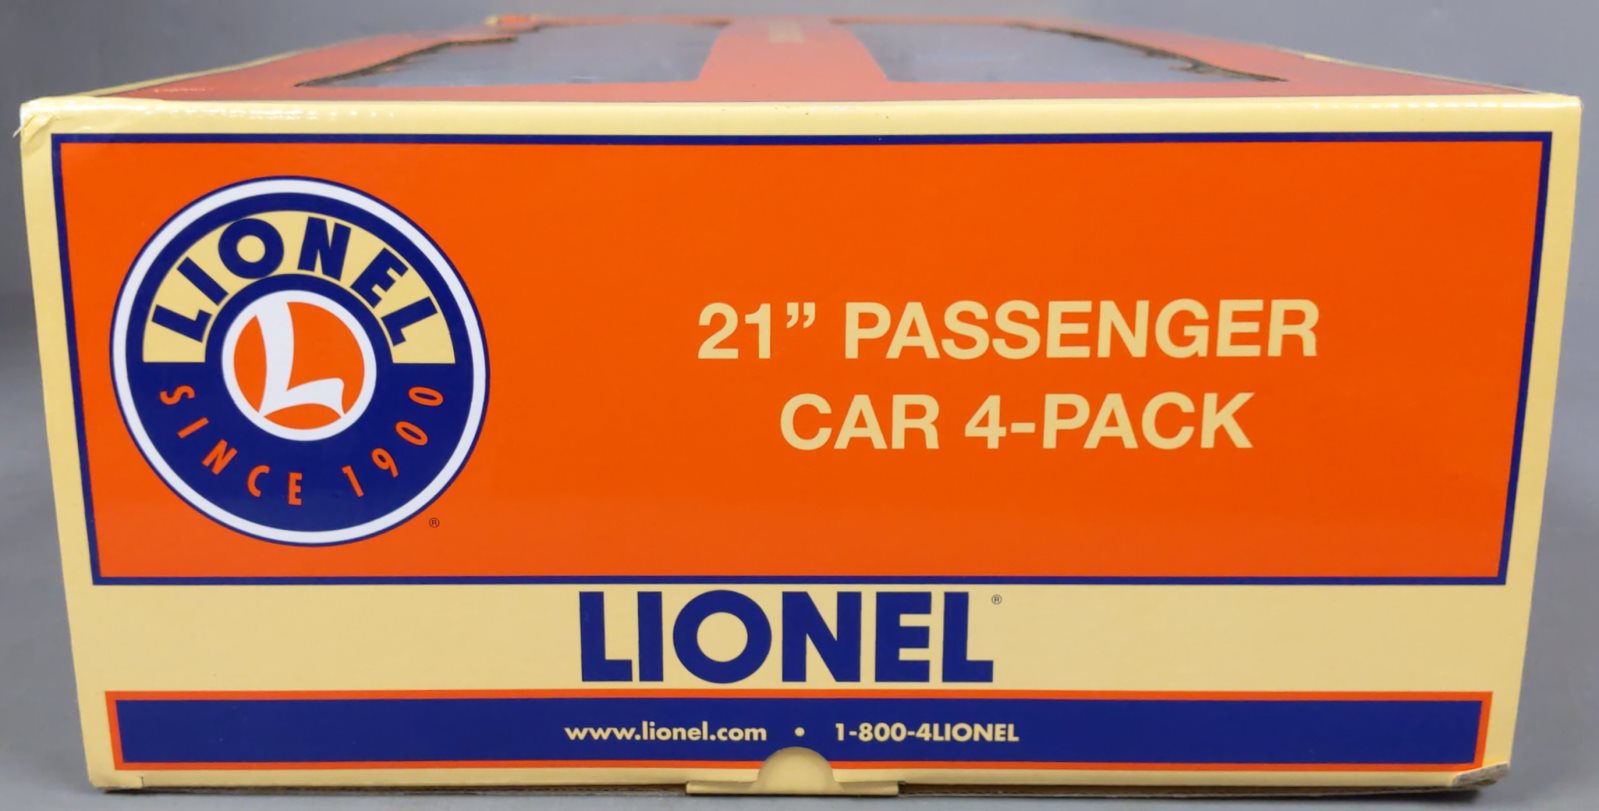 LIONEL
L
SINCE 1900
®
21” PASSENGER
CAR 4-PACK
LIONEL®
www.lionel.com • 1-800-4LIONEL